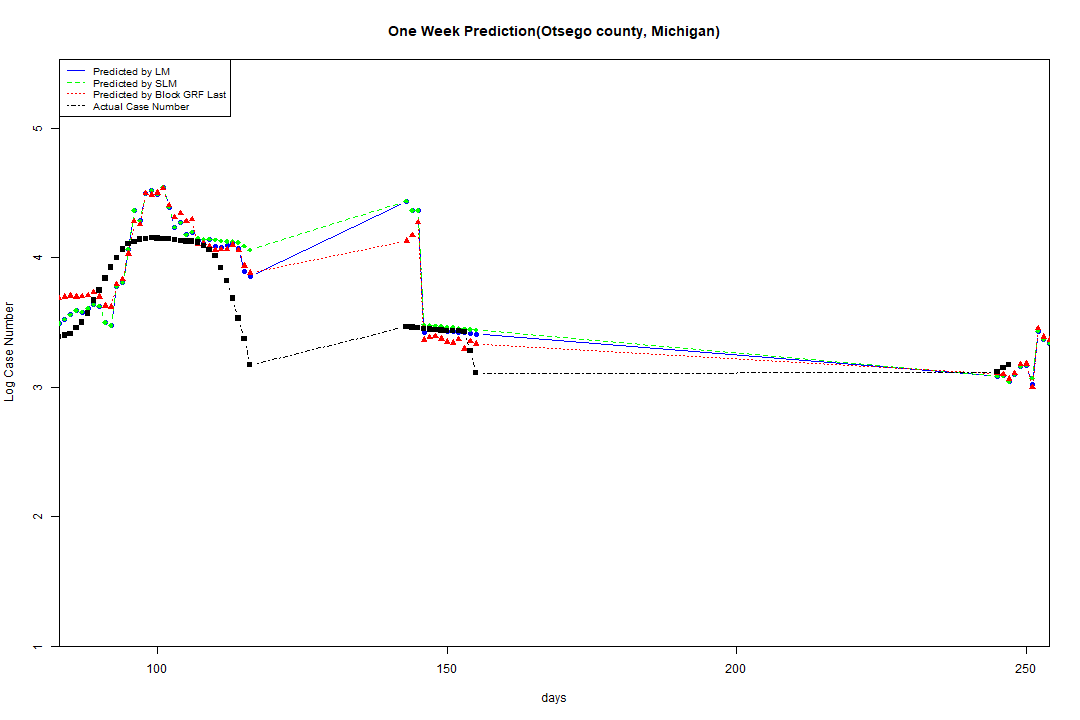 One Week Prediction(Otsego county, Michigan)
Predicted by LM
Predicted by SLM
Predicted by Block GRF Last
Actual Case Number
5
4
3
2
1
Log Case Number
100 150 200 250
days